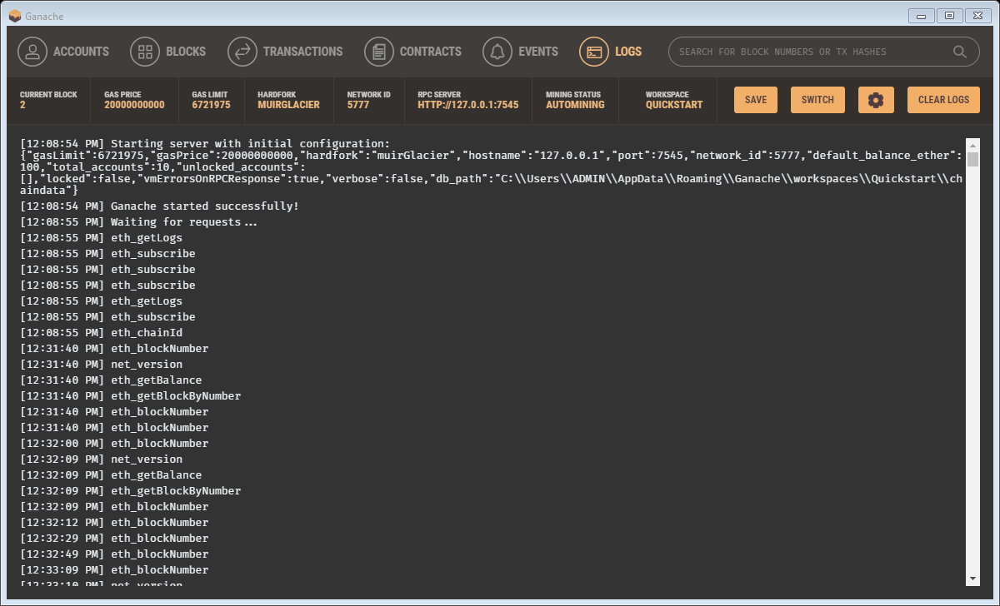 Ganache
ACCOUNTS BLOCKS TRANSACTIONS CONTRACTS EVENTS LOGS SEARCH FOR BLOCK NUMBERS OR TX HASHES
CURRENT BLOCK GAS PRICE GAS LIMIT HARDFORK NETWORK ID RPC SERVER MINING STATUS WORKSPACE
2 20000000000 6721975 MUIRGLACIER 5777 HTTP://127.0.0.1:7545 AUTOMINING QUICKSTART
SAVE SWITCH CLEAR LOGS
[12:08:54 PM] Starting server with initial configuration:
{"gasLimit":6721975,"gasPrice":20000000000,"hardfork":"muirGlacier","hostname":"127.0.0.1","port":7545,"network_id":5777,"default_balance_ether":
100,"total_accounts":10,"unlocked_accounts":
[],"locked":false,"vmErrorsOnRPCResponse":true,"verbose":false,"db_path":"C:\\Users\\ADMIN\\AppData\\Roaming\\Ganache\\workspaces\\Quickstart\\ch
aindata"}
[12:08:54 PM] Ganache started successfully!
[12:08:55 PM] Waiting for requests...
[12:08:55 PM] eth_getLogs
[12:08:55 PM] eth_subscribe
[12:08:55 PM] eth_subscribe
[12:08:55 PM] eth_subscribe
[12:08:55 PM] eth_getLogs
[12:08:55 PM] eth_subscribe
[12:08:55 PM] eth_chainId
[12:31:40 PM] eth_blockNumber
[12:31:40 PM] net_version
[12:31:40 PM] eth_getBalance
[12:31:40 PM] eth_getBlockByNumber
[12:31:40 PM] eth_blockNumber
[12:31:40 PM] eth_blockNumber
[12:32:00 PM] eth_blockNumber
[12:32:09 PM] net_version
[12:32:09 PM] eth_getBalance
[12:32:09 PM] eth_getBlockByNumber
[12:32:09 PM] eth_blockNumber
[12:32:12 PM] eth_blockNumber
[12:32:29 PM] eth_blockNumber
[12:32:49 PM] eth_blockNumber
[12:33:09 PM] eth_blockNumber
[12:33:10 PM] net_version